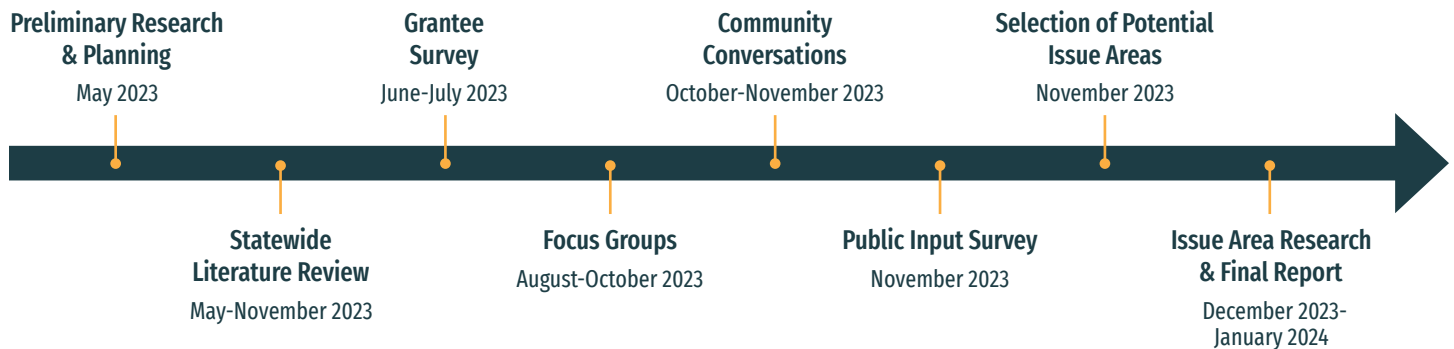 Preliminary Research
& Planning
May 2023
Grantee
Survey
June-July 2023
Community
Conversations
October-November 2023
Selection of Potential
Issue Areas
November 2023
Statewide
Literature Review
May-November 2023
Focus Groups
August-October 2023
Public Input Survey
November 2023
Issue Area Research
& Final Report
December 2023-
January 2024